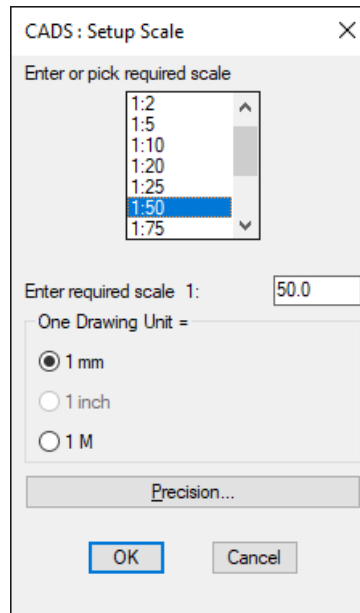 CADS : Setup Scale
Enter or pick required scale
1:2
1:5
1:10
1:20
1:25
1:50
1:75
Enter required scale 1: 50.0
One Drawing Unit =
1 mm
1 inch
1 M
Precision...
OK Cancel